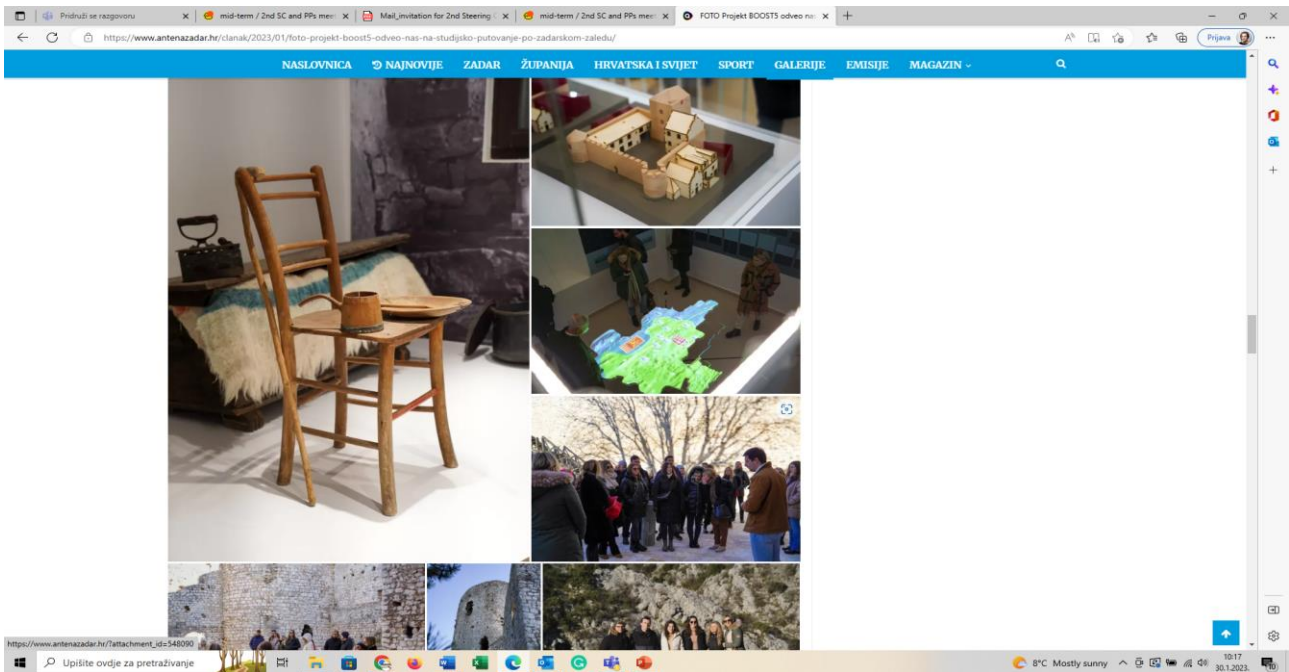 Pridruži se razgovoru
mid-term / 2nd SC and PPs mee
Mail_invitation for 2nd Steering C
mid-term / 2nd SC and PPs mee
FOTO Projekt BOOST5 odveo na
https://www.antenazadar.hr/clanak/2023/01/foto-projekt-boost5-odveo-nas-na-studijsko-putovanje-po-zadarskom-zaledu/
Prijava
NASLOVNICA NAJNOVIJE ZADAR ŽUPANIJA HRVATSKA I SVIJET SPORT GALERIJE EMISIJE MAGAZIN
https://www.antenazadar.hr/?attachment_id=548090
Upišite ovdje za pretraživanje
8°C Mostly sunny
10:17
30.1.2023.